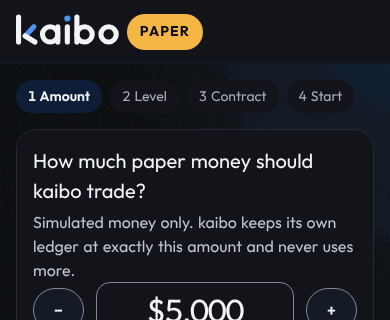 kaibo PAPER
1 Amount 2 Level 3 Contract 4 Start
How much paper money should
kaibo trade?
Simulated money only. kaibo keeps its own
ledger at exactly this amount and never uses
more.
− $5,000 +